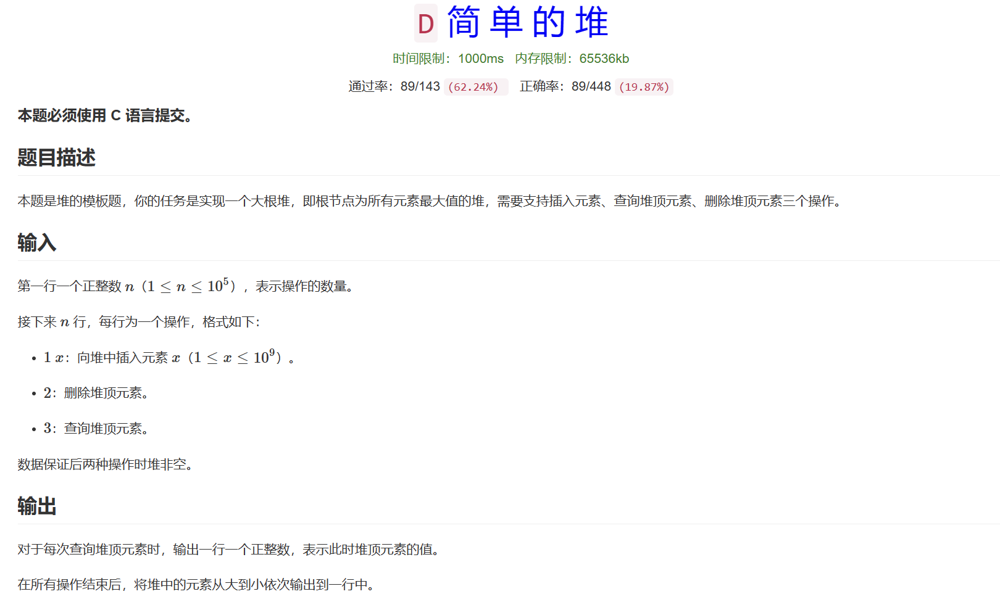 D 简单的堆
时间限制：1000ms 内存限制：65536kb
通过率：89/143 (62.24%) 正确率：89/448 (19.87%)
本题必须使用 C 语言提交。
题目描述
本题是堆的模板题，你的任务是实现一个大根堆，即根节点为所有元素最大值的堆，需要支持插入元素、查询堆顶元素、删除堆顶元素三个操作。
输入
第一行一个正整数 n（1 ≤ n ≤ 10⁵），表示操作的数量。
接下来 n 行，每行为一个操作，格式如下：
• 1 x：向堆中插入元素 x（1 ≤ x ≤ 10⁹）。
• 2：删除堆顶元素。
• 3：查询堆顶元素。
数据保证后两种操作时堆非空。
输出
对于每次查询堆顶元素时，输出一行一个正整数，表示此时堆顶元素的值。
在所有操作结束后，将堆中的元素从大到小依次输出到一行中。